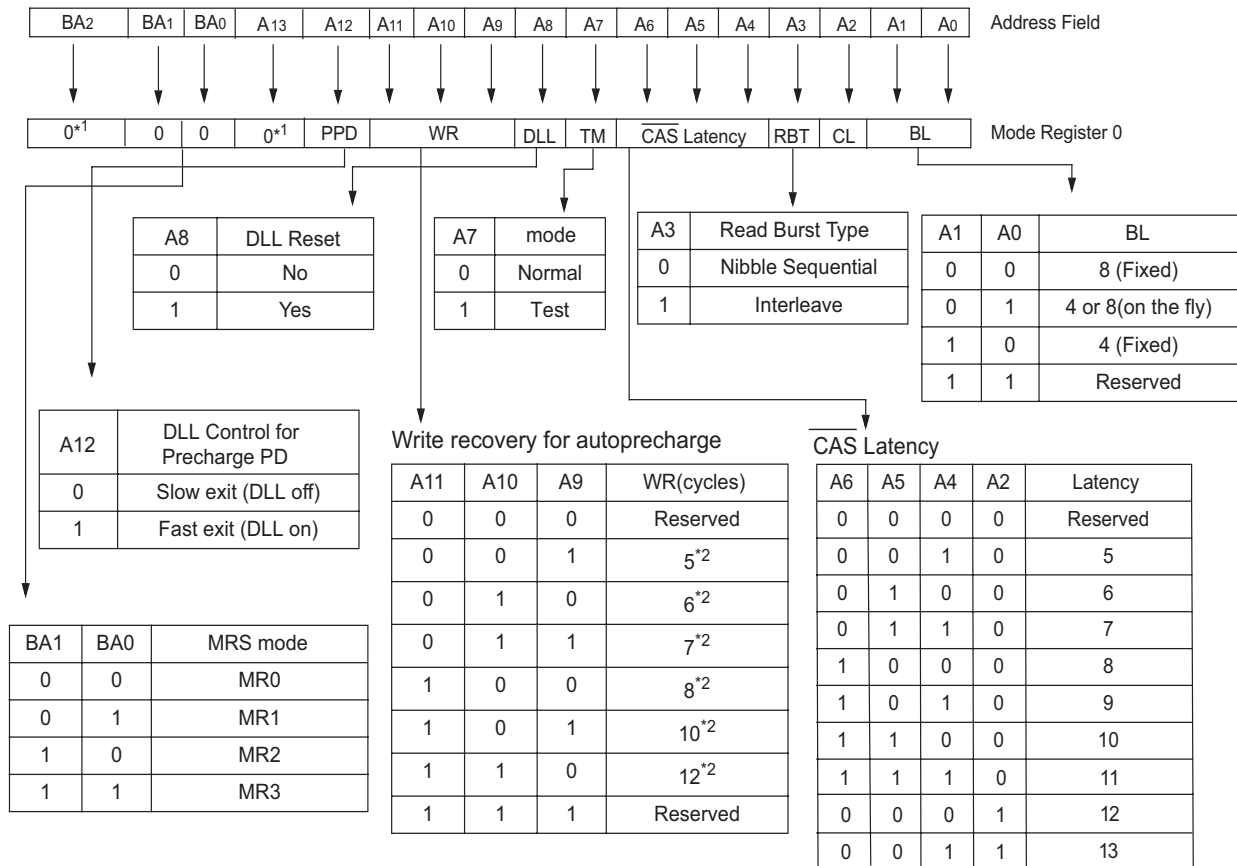 BA2 BA1 BA0 A13 A12 A11 A10 A9 A8 A7 A6 A5 A4 A3 A2 A1 A0 Address Field
0*1 0 0 0*1 PPD WR DLL TM CAS Latency RBT CL BL Mode Register 0
A8 DLL Reset
0 No
1 Yes
A7 mode
0 Normal
1 Test
A3 Read Burst Type
0 Nibble Sequential
1 Interleave
A1 A0 BL
0 0 8 (Fixed)
0 1 4 or 8(on the fly)
1 0 4 (Fixed)
1 1 Reserved
A12 DLL Control for
Precharge PD
0 Slow exit (DLL off)
1 Fast exit (DLL on)
BA1 BA0 MRS mode
0 0 MR0
0 1 MR1
1 0 MR2
1 1 MR3
Write recovery for autoprecharge
A11 A10 A9 WR(cycles)
0 0 0 Reserved
0 0 1 5*2
0 1 0 6*2
0 1 1 7*2
1 0 0 8*2
1 0 1 10*2
1 1 0 12*2
1 1 1 Reserved
CAS Latency
A6 A5 A4 A2 Latency
0 0 0 0 Reserved
0 0 1 0 5
0 1 0 0 6
0 1 1 0 7
1 0 0 0 8
1 0 1 0 9
1 1 0 0 10
1 1 1 0 11
0 0 0 1 12
0 0 1 1 13